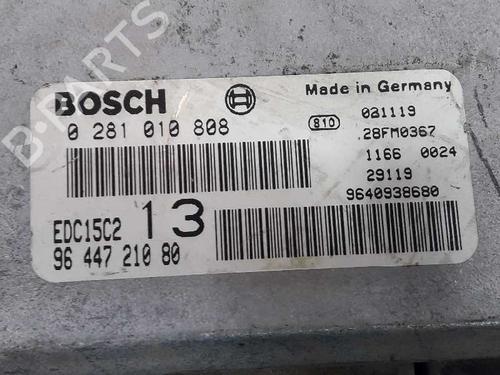 B-PARTS
BOSCH
Made in Germany
0 281 010 808
810
031119
28FM0367
1166 0024
29119
9640938680
EDC15C2
13
96 447 210 80